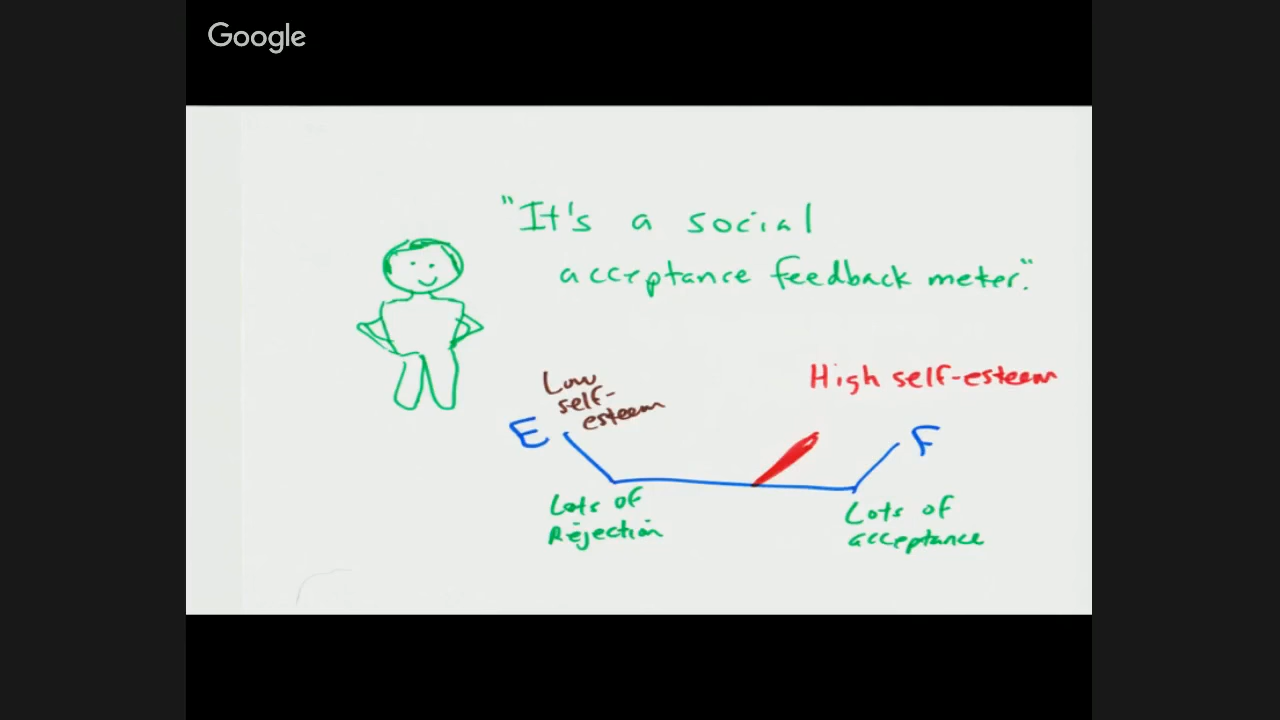 Google
"It's a social
acceptance feedback meter."
High self-esteem
Low
self-
esteem
E
F
Lots of
Rejection
Lots of
acceptance